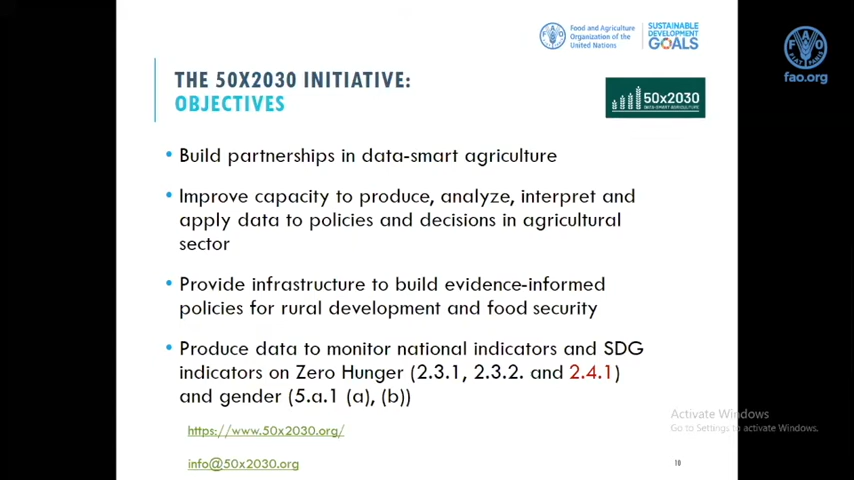 Food and Agriculture
Organization of the
United Nations
SUSTAINABLE
DEVELOPMENT
GOALS
FAO
FIAT PANIS
fao.org
THE 50X2030 INITIATIVE:
OBJECTIVES
50x2030
DATA-SMART AGRICULTURE
• Build partnerships in data-smart agriculture
• Improve capacity to produce, analyze, interpret and
apply data to policies and decisions in agricultural
sector
• Provide infrastructure to build evidence-informed
policies for rural development and food security
• Produce data to monitor national indicators and SDG
indicators on Zero Hunger (2.3.1, 2.3.2. and 2.4.1)
and gender (5.a.1 (a), (b))
https://www.50x2030.org/
info@50x2030.org
Activate Windows
Go to Settings to activate Windows.
10